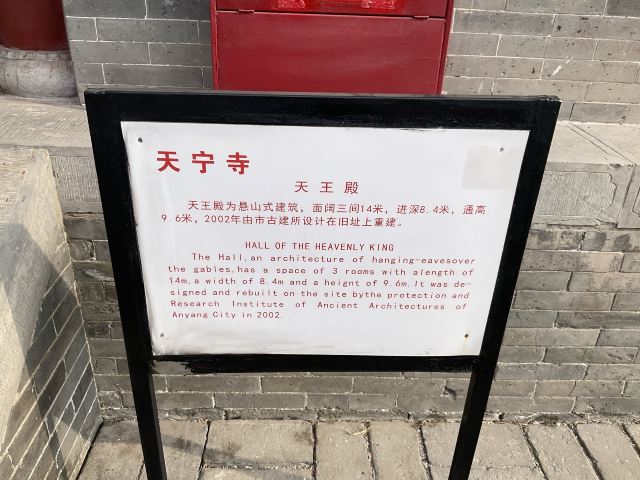 天宁寺
天王殿
天王殿为悬山式建筑，面阔三间14米，进深8.4米，通高
9.6米，2002年由市古建所设计在旧址上重建。
HALL OF THE HEAVENLY KING
The Hall,an architecture of hanging-eavesover
the gables,has a space of 3 rooms with alength of
14m,a width of 8.4m and a heignt of 9.6m.It was de-
signed and rebuilt on the site bythe protection and
Research Institute of Ancient Architectures of
Anyang City in 2002.